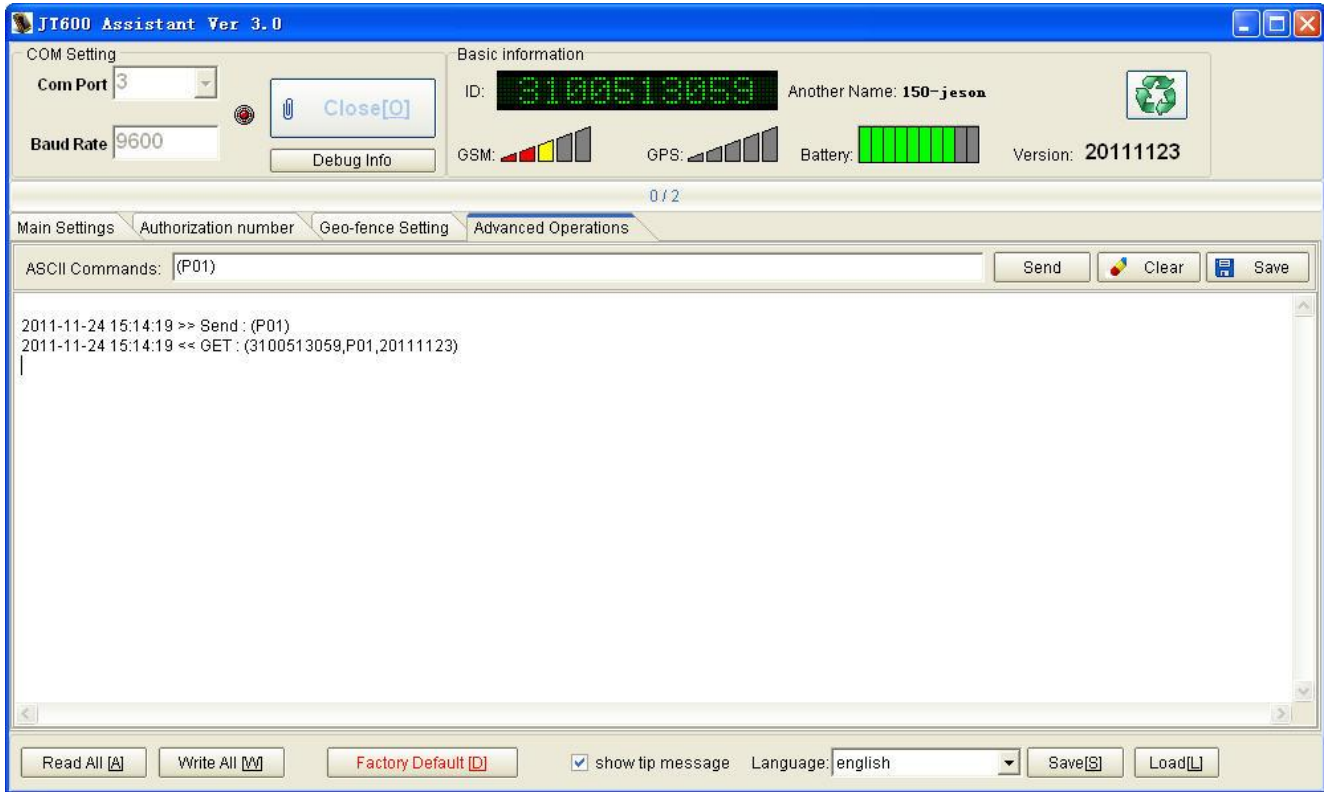 JT600 Assistant Ver 3.0
COM Setting
Com Port 3
Close[O]
Baud Rate 9600
Debug Info
Basic information
ID: 3100513059
Another Name: 150-jeson
GSM:
GPS:
Battery:
Version: 20111123
0 / 2
Main Settings
Authorization number
Geo-fence Setting
Advanced Operations
ASCII Commands: (P01)
Send
Clear
Save
2011-11-24 15:14:19 >> Send : (P01)
2011-11-24 15:14:19 << GET : (3100513059,P01,20111123)
Read All [A]
Write All [W]
Factory Default [D]
show tip message
Language: english
Save[S]
Load[L]